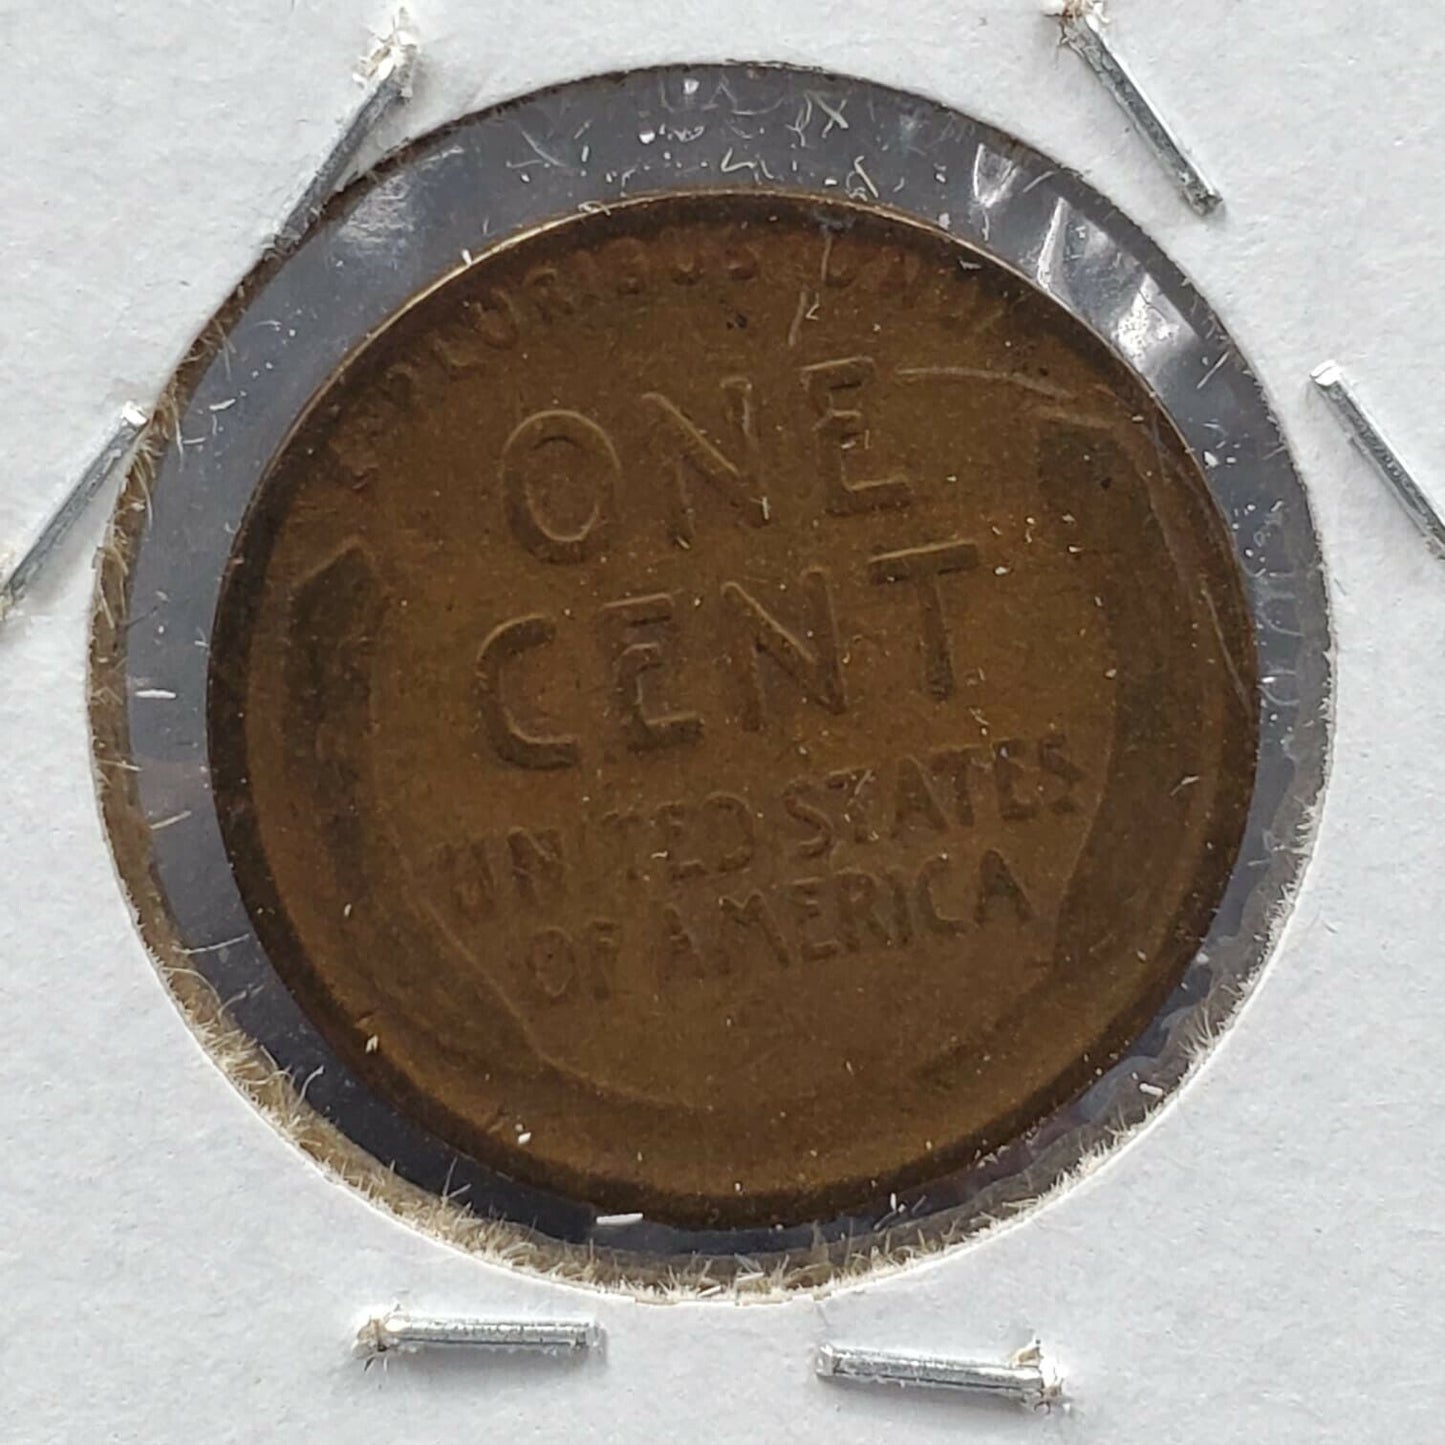 E PLURIBUS UNUM
ONE
CENT
UNITED STATES
OF AMERICA